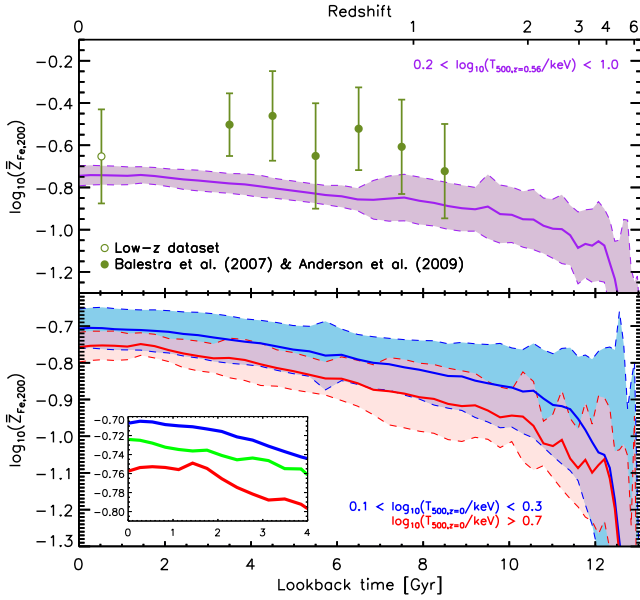 Redshift
0 1 2 3 4 6
0.2 < log₁₀(T₅₀₀,z=0.56/keV) < 1.0
−0.2
−0.4
−0.6
−0.8
−1.0
−1.2
log₁₀(Z̄Fe,200)
Low−z dataset
Balestra et al. (2007) & Anderson et al. (2009)
−0.7
−0.8
−0.9
−1.0
−1.1
−1.2
−1.3
log₁₀(Z̄Fe,200)
−0.70
−0.72
−0.74
−0.76
−0.78
−0.80
0 1 2 3 4
0.1 < log₁₀(T₅₀₀,z=0/keV) < 0.3
log₁₀(T₅₀₀,z=0/keV) > 0.7
0 2 4 6 8 10 12
Lookback time [Gyr]